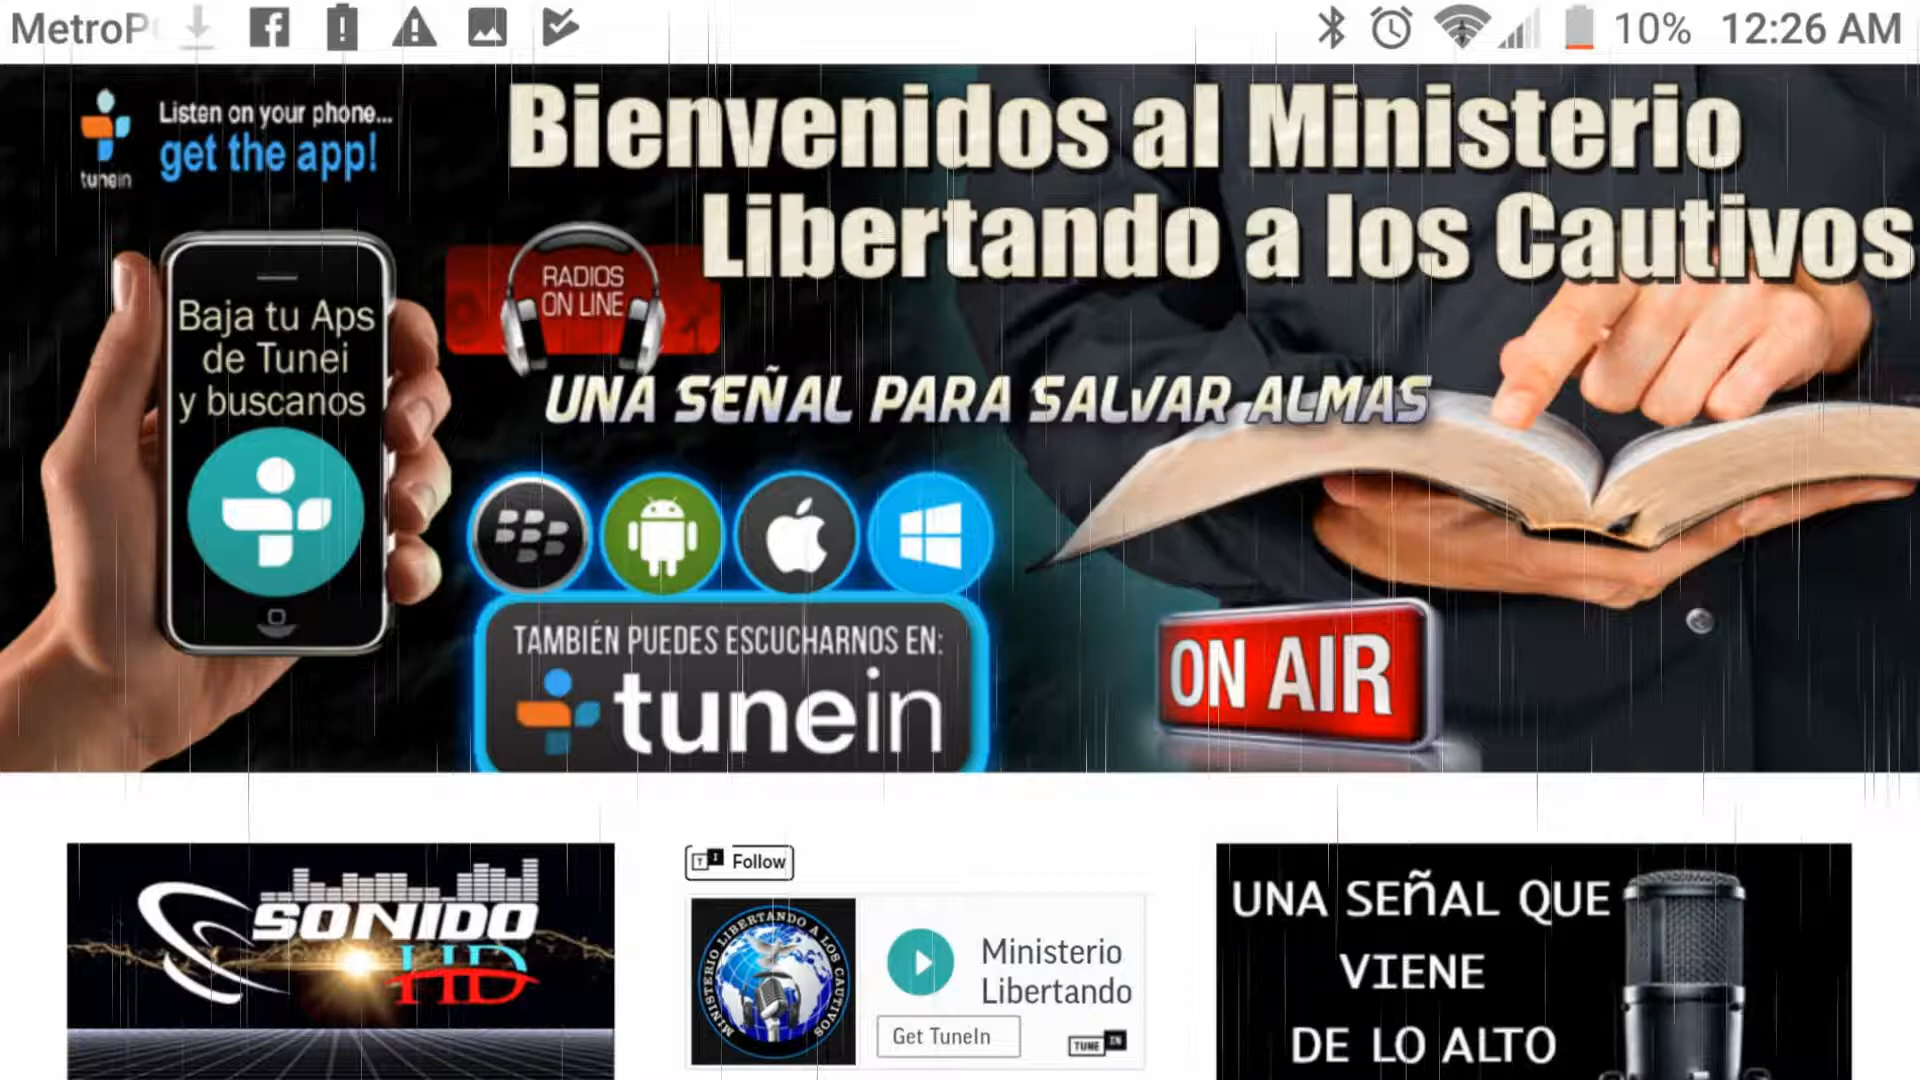 MetroP
10% 12:26 AM
Listen on your phone...
get the app!
tunein
Bienvenidos al Ministerio
Libertando a los Cautivos
RADIOS
ON LINE
Baja tu Aps
de Tunei
y buscanos
UNA SEÑAL PARA SALVAR ALMAS
TAMBIÉN PUEDES ESCUCHARNOS EN:
tunein
ON AIR
SONIDO
HD
T I Follow
MINISTERIO LIBERTANDO A LOS CAUTIVOS
Ministerio
Libertando
Get TuneIn
TUNE IN
UNA SEñAL QUE
VIENE
DE LO ALTO